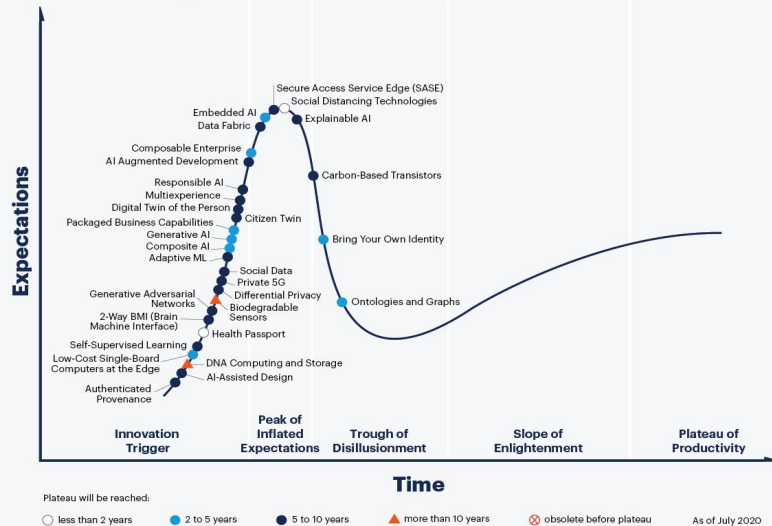 Expectations
Secure Access Service Edge (SASE)
Social Distancing Technologies
Embedded AI
Explainable AI
Data Fabric
Composable Enterprise
AI Augmented Development
Carbon-Based Transistors
Responsible AI
Multiexperience
Digital Twin of the Person
Citizen Twin
Packaged Business Capabilities
Generative AI
Bring Your Own Identity
Composite AI
Adaptive ML
Social Data
Private 5G
Differential Privacy
Generative Adversarial
Networks
Biodegradable
Sensors
Ontologies and Graphs
2-Way BMI (Brain
Machine Interface)
Health Passport
Self-Supervised Learning
Low-Cost Single-Board
Computers at the Edge
DNA Computing and Storage
AI-Assisted Design
Authenticated
Provenance
Innovation
Trigger
Peak of
Inflated
Expectations
Trough of
Disillusionment
Slope of
Enlightenment
Plateau of
Productivity
Time
Plateau will be reached:
less than 2 years
2 to 5 years
5 to 10 years
more than 10 years
obsolete before plateau
As of July 2020